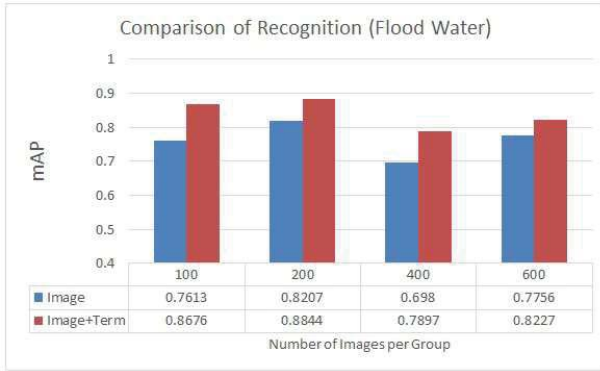 Comparison of Recognition (Flood Water)
1
0.9
0.8
0.7
0.6
0.5
0.4
mAP
100 200 400 600
Image 0.7613 0.8207 0.698 0.7756
Image+Term 0.8676 0.8844 0.7897 0.8227
Number of Images per Group